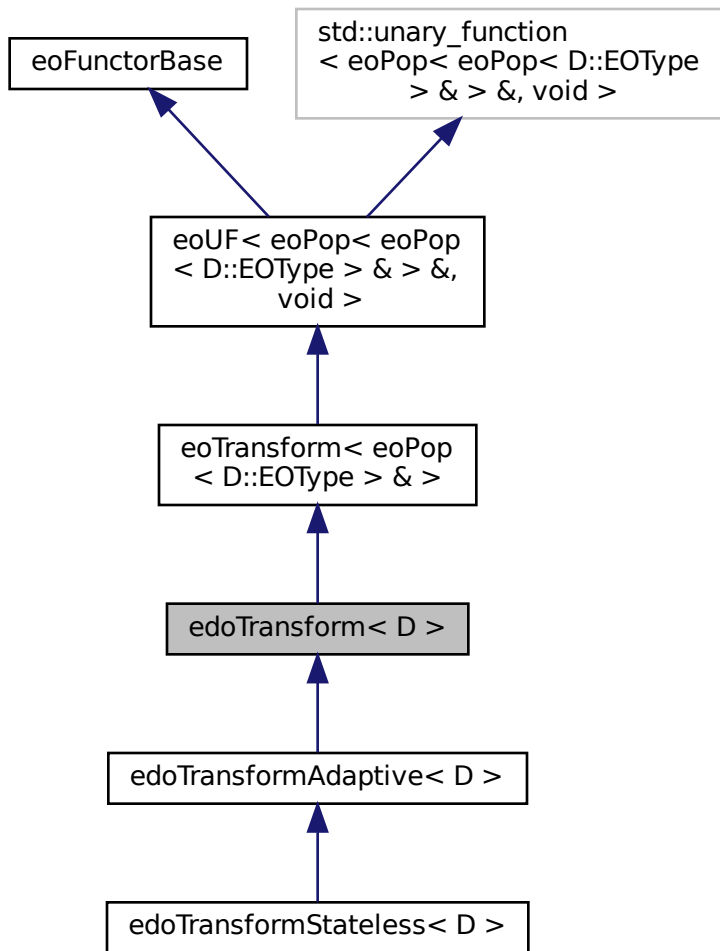 eoFunctorBase
std::unary_function
< eoPop< eoPop< D::EOType
> & > &, void >
eoUF< eoPop< eoPop
< D::EOType > & > &,
void >
eoTransform< eoPop
< D::EOType > & >
edoTransform< D >
edoTransformAdaptive< D >
edoTransformStateless< D >